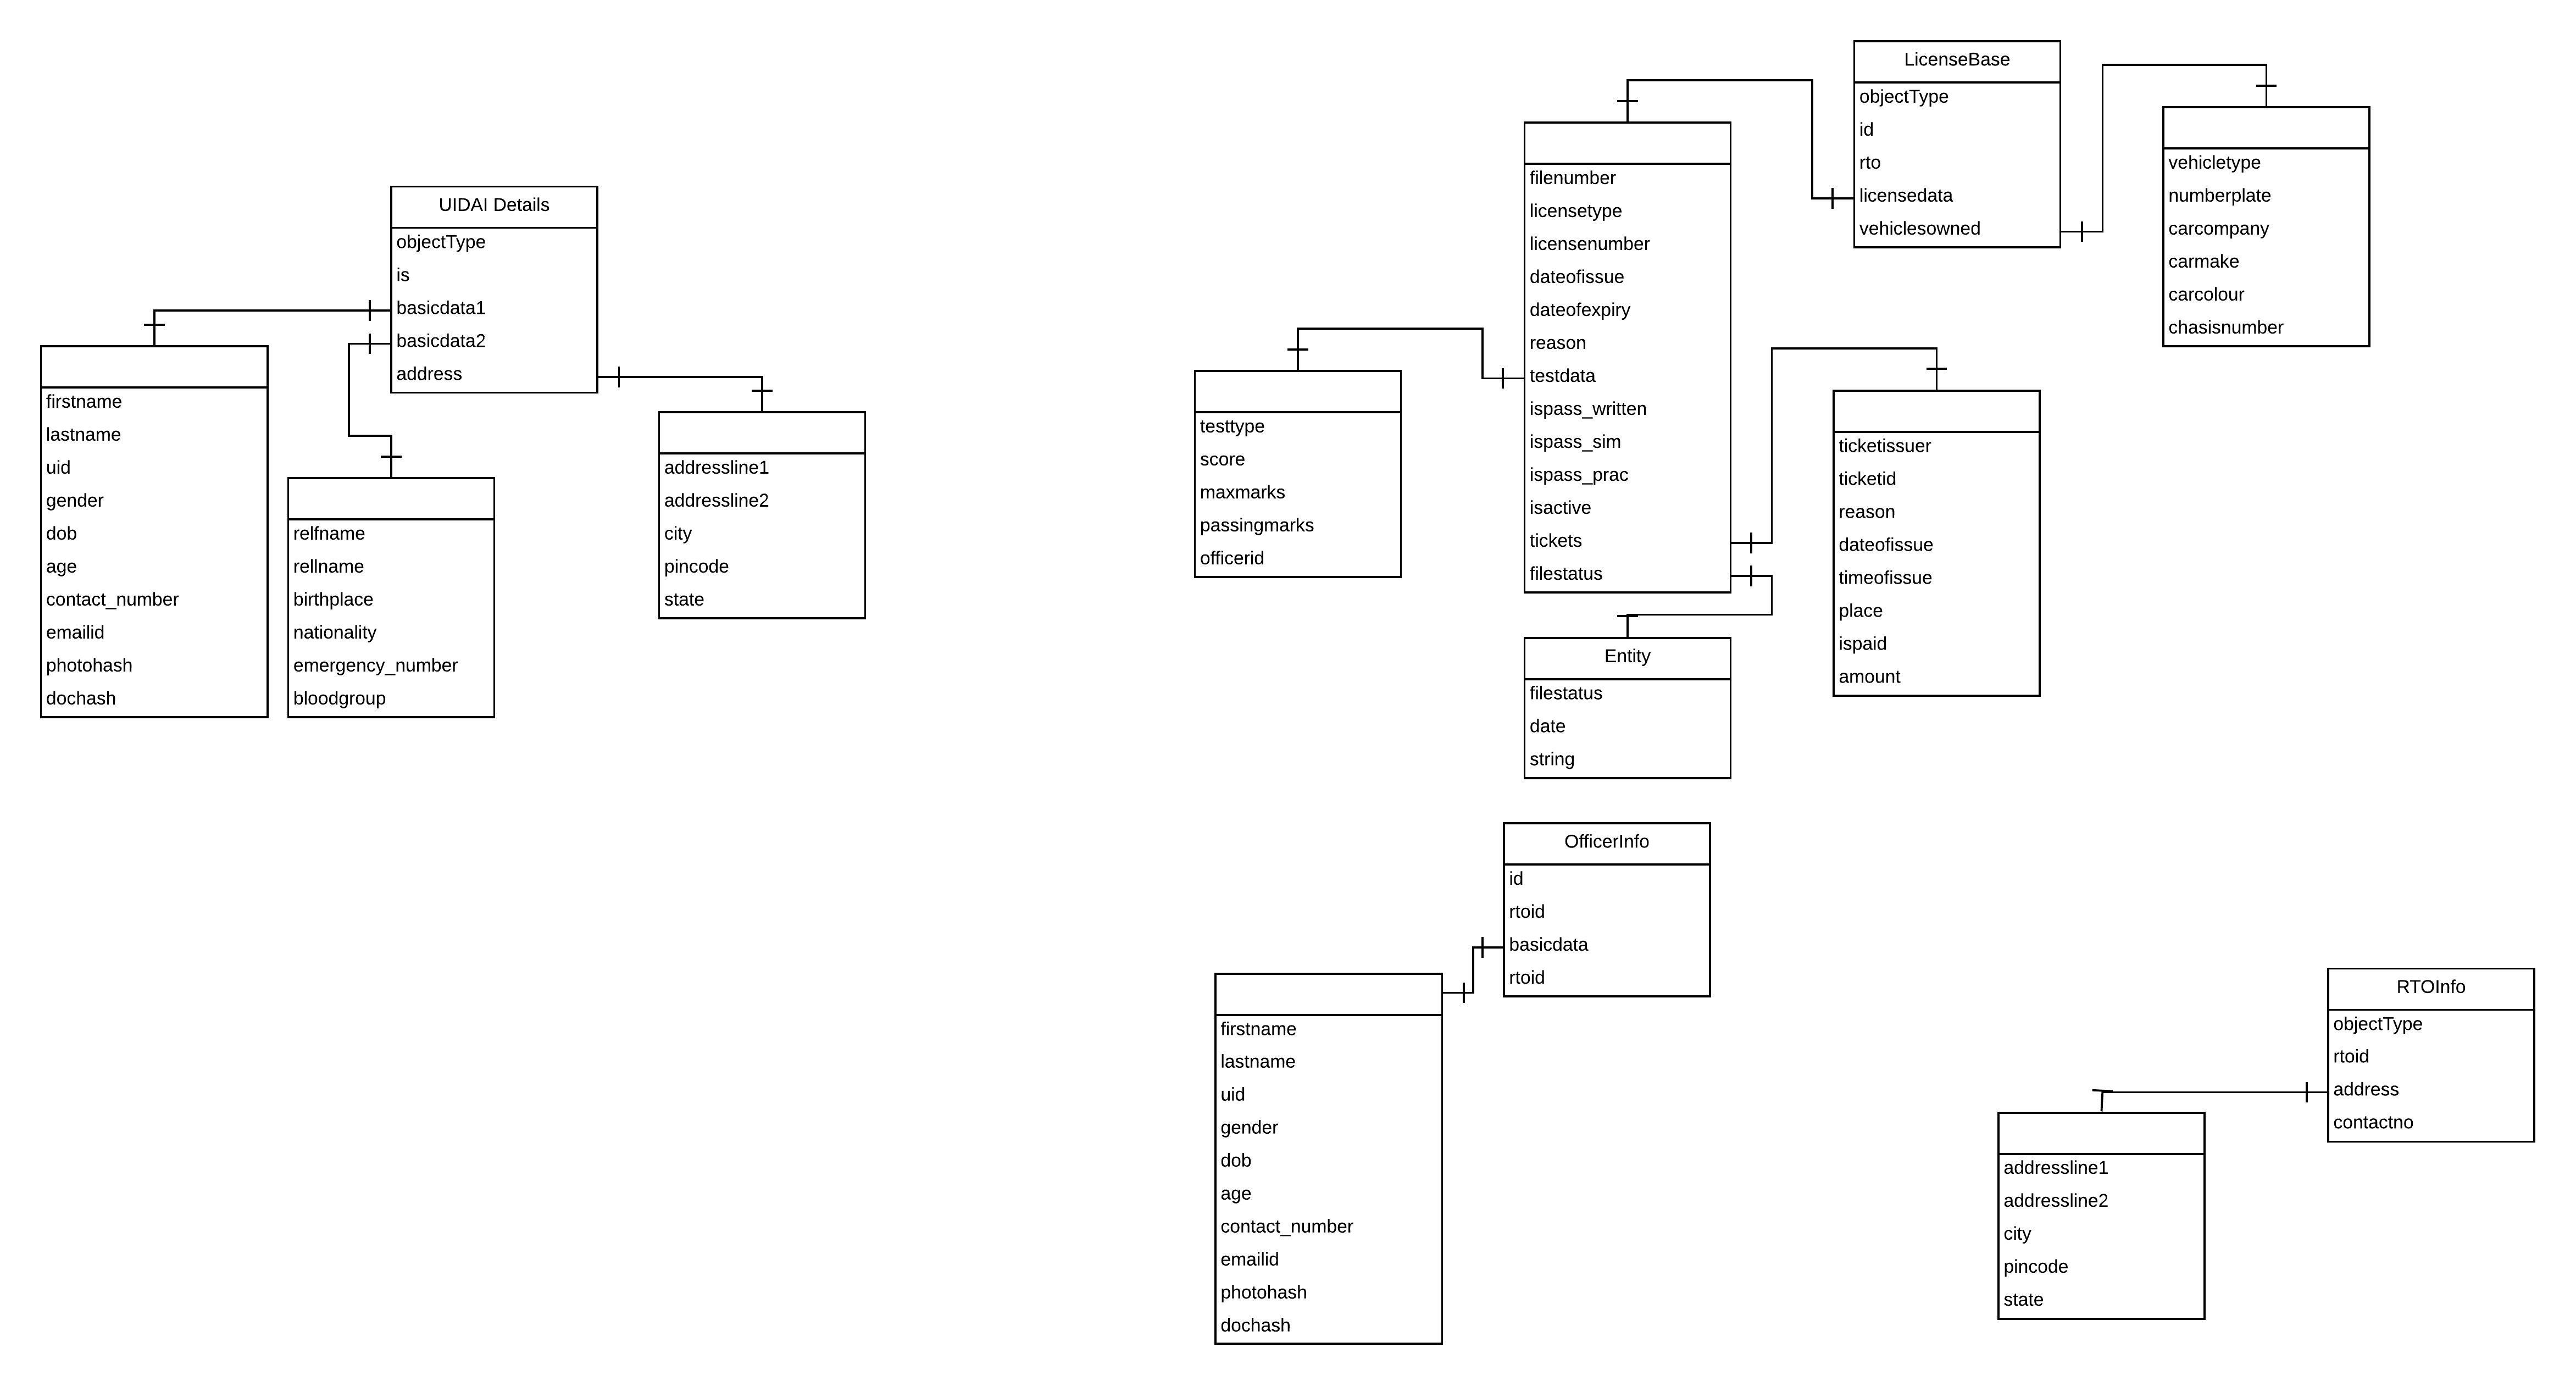 UIDAI Details
objectType
is
basicdata1
basicdata2
address
firstname
lastname
uid
gender
dob
age
contact_number
emailid
photohash
dochash
relfname
rellname
birthplace
nationality
emergency_number
bloodgroup
addressline1
addressline2
city
pincode
state
LicenseBase
objectType
id
rto
licensedata
vehiclesowned
vehicletype
numberplate
carcompany
carmake
carcolour
chasisnumber
filenumber
licensetype
licensenumber
dateofissue
dateofexpiry
reason
testdata
ispass_written
ispass_sim
ispass_prac
isactive
tickets
filestatus
testtype
score
maxmarks
passingmarks
officerid
ticketissuer
ticketid
reason
dateofissue
timeofissue
place
ispaid
amount
Entity
filestatus
date
string
OfficerInfo
id
rtoid
basicdata
rtoid
firstname
lastname
uid
gender
dob
age
contact_number
emailid
photohash
dochash
RTOInfo
objectType
rtoid
address
contactno
addressline1
addressline2
city
pincode
state